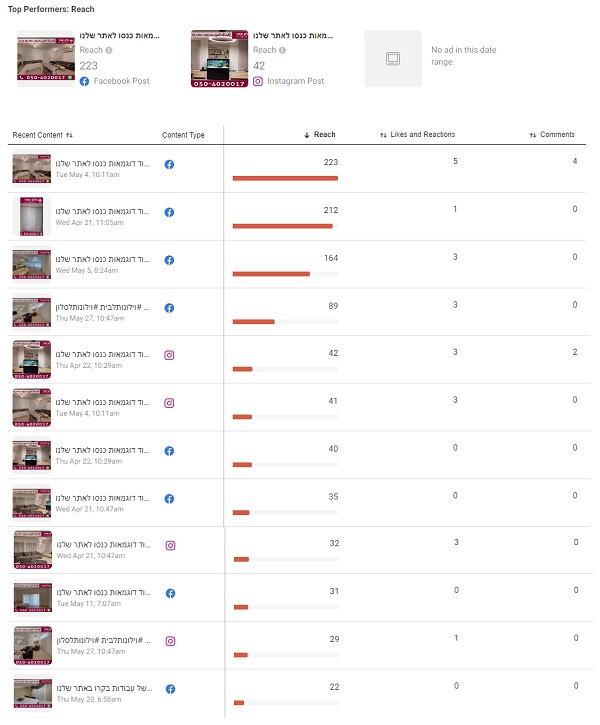 Top Performers: Reach
...מאות כנסו לאתר שלנו
Reach
223
Facebook Post
...מאות כנסו לאתר שלנו
Reach
42
Instagram Post
No ad in this date
range.
050-4020017
050-4020017
Recent Content
Content Type
Reach
Likes and Reactions
Comments
...וד דוגמאות כנסו לאתר שלנו
Tue May 4, 10:11am
223
5
4
...וד דוגמאות כנסו לאתר שלנו
Wed Apr 21, 11:05am
212
1
0
...וד דוגמאות כנסו לאתר שלנו
Wed May 5, 8:24am
164
3
0
... #וילונותלבית #וילונותלסלון
Thu May 27, 10:47am
89
3
0
...וד דוגמאות כנסו לאתר שלנו
Thu Apr 22, 10:29am
42
3
2
...וד דוגמאות כנסו לאתר שלנו
Tue May 4, 10:11am
41
3
0
...וד דוגמאות כנסו לאתר שלנו
Thu Apr 22, 10:29am
40
0
0
...וד דוגמאות כנסו לאתר שלנו
Wed Apr 21, 10:47am
35
0
0
...וד דוגמאות כנסו לאתר שלנו
Wed Apr 21, 10:47am
32
3
0
...וד דוגמאות כנסו לאתר שלנו
Tue May 11, 7:07am
31
0
0
... #וילונותלבית #וילונותלסלון
Thu May 27, 10:47am
29
1
0
...של עבודות בקרו באתר שלנו
Thu May 20, 6:58am
22
0
0